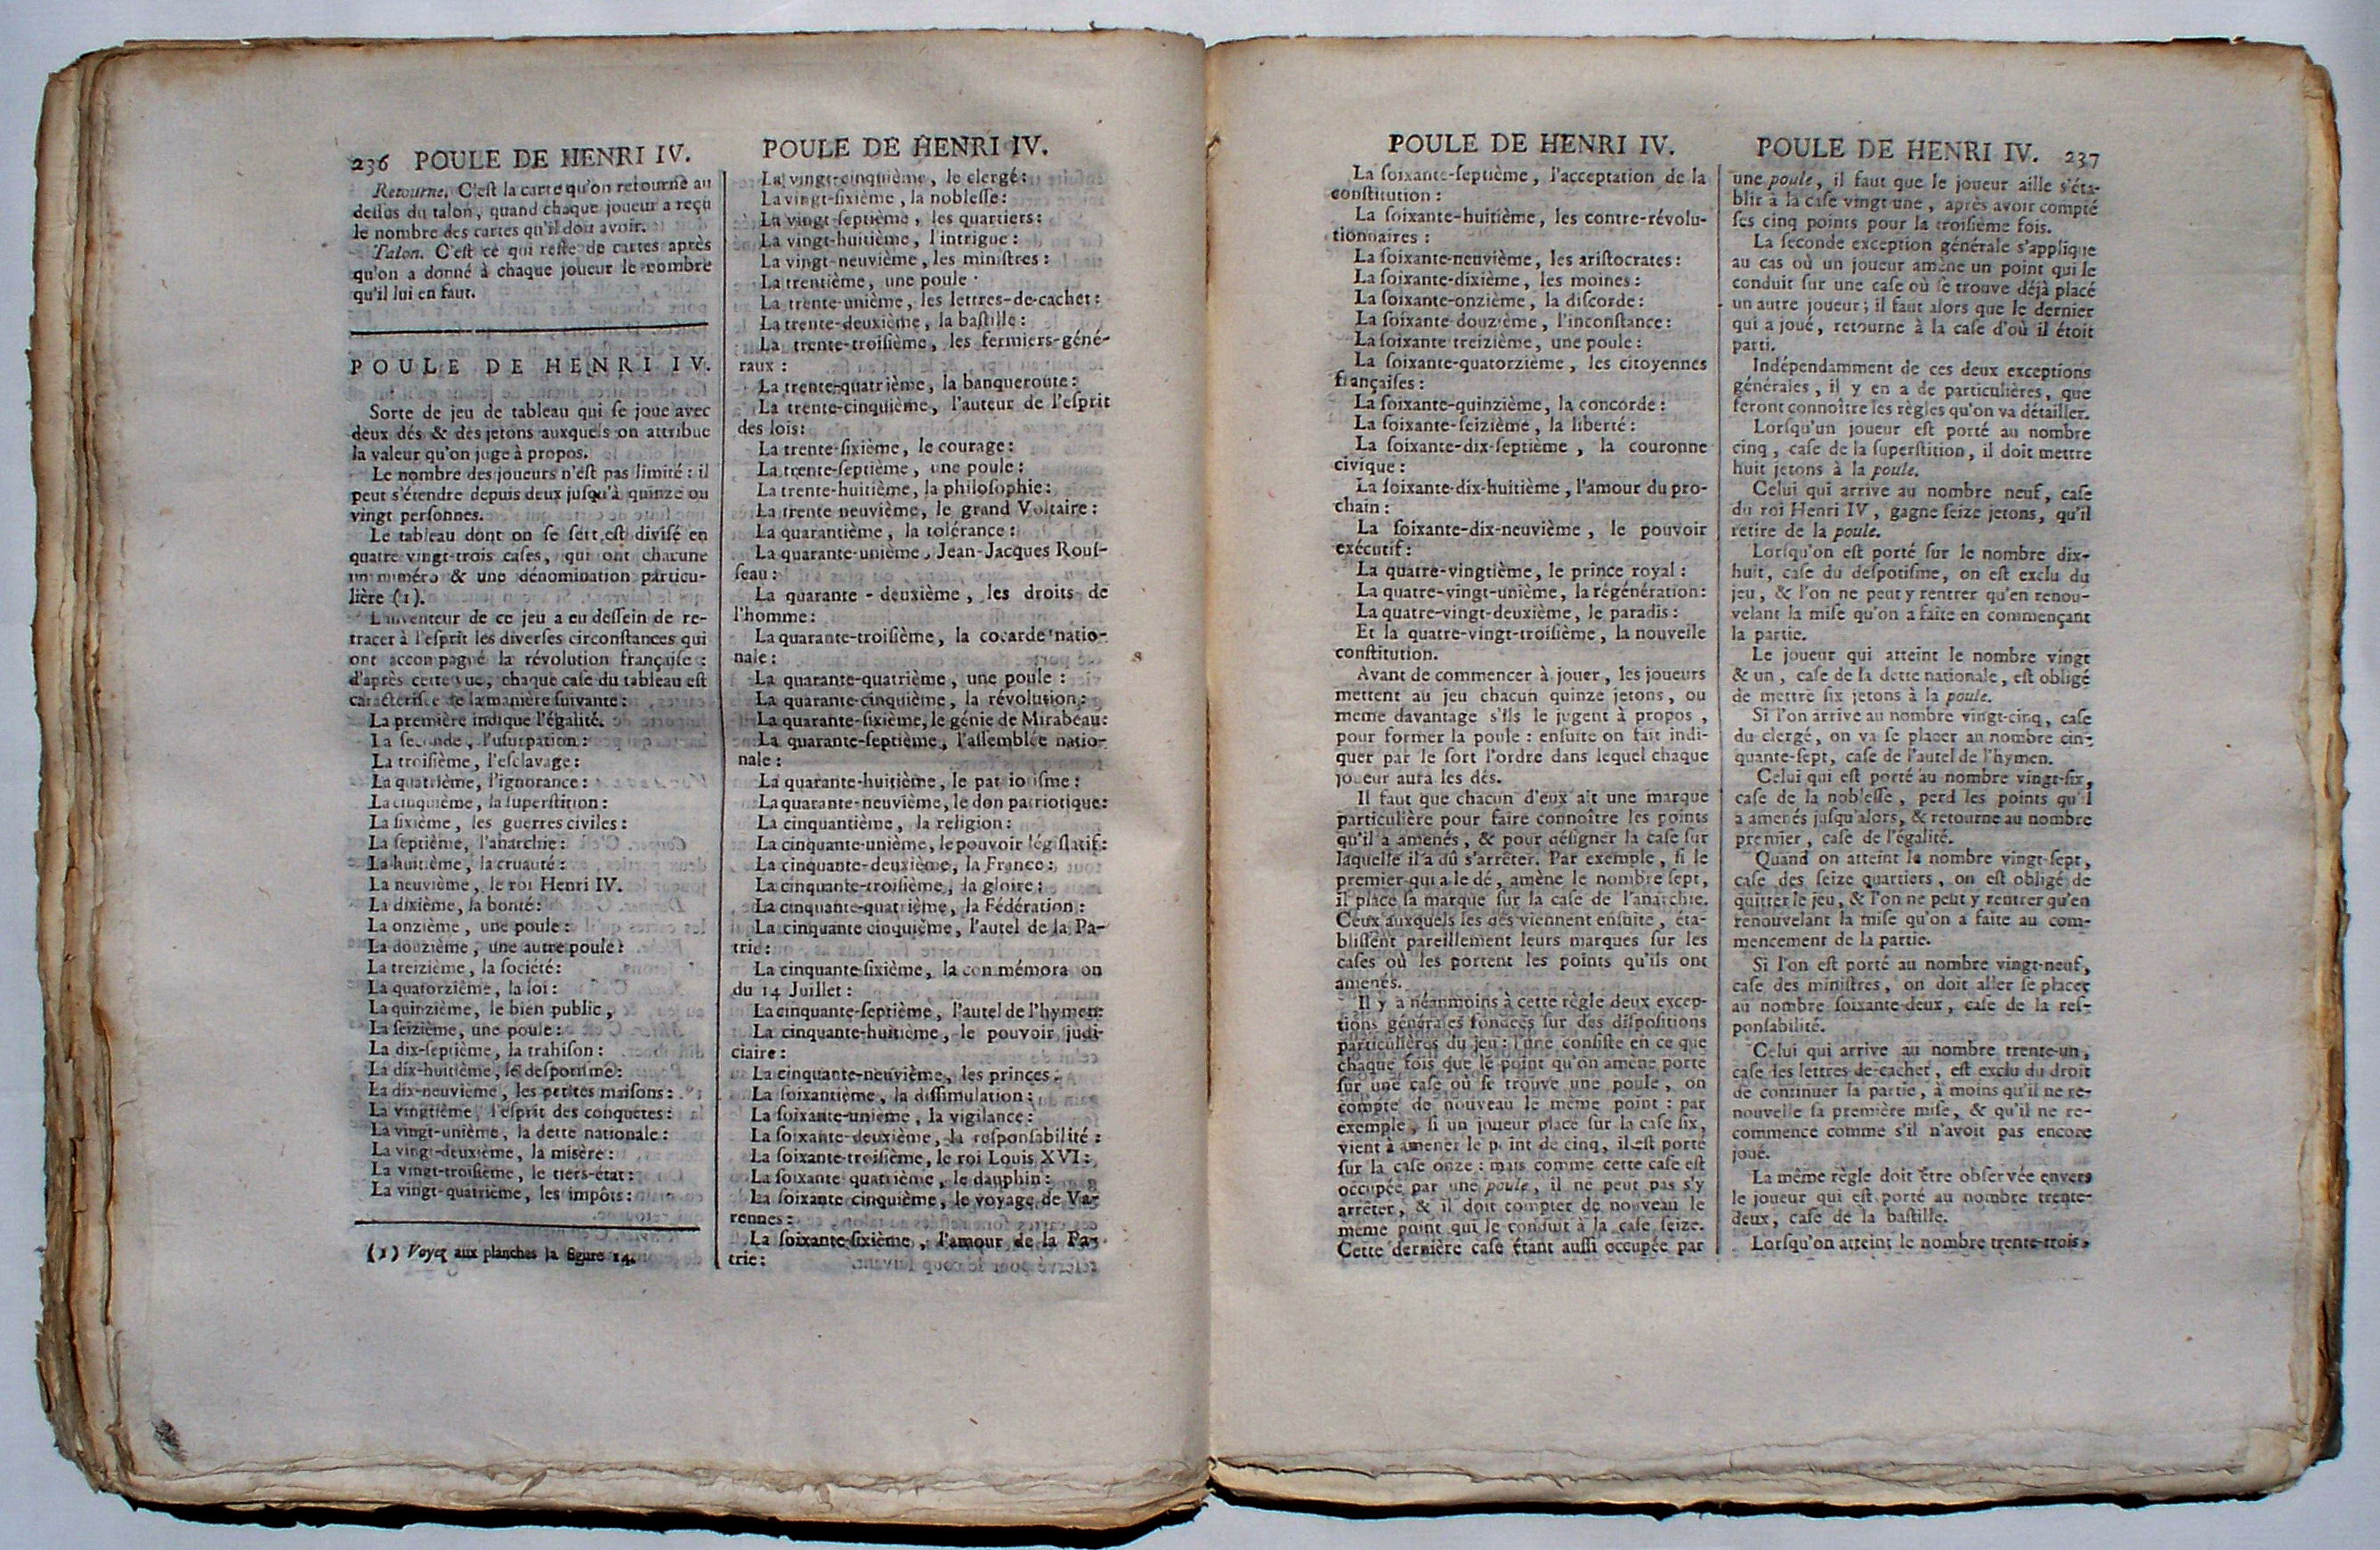 236 POULE DE HENRI IV.
Retourne. C'eſt la carte qu'on retourne au
deſſus du talon, quand chaque joueur a reçu
le nombre des cartes qu'il doit avoir.
Talon. C'eſt ce qui reſte de cartes après
qu'on a donné à chaque joueur le nombre
qu'il lui en faut.
POULE DE HENRI IV.
Sorte de jeu de tableau qui ſe joue avec
deux dés & des jetons auxquels on attribue
la valeur qu'on juge à propos.
Le nombre des joueurs n'eſt pas limité : il
peut s'étendre depuis deux juſqu'à quinze ou
vingt perſonnes.
Le tableau dont on ſe ſert eſt diviſé en
quatre vingt-trois caſes, qui ont chacune
un numéro & une dénomination particu-
lière (1).
L'inventeur de ce jeu a eu deſſein de re-
tracer à l'eſprit les diverſes circonſtances qui
ont accompagné la révolution françaiſe :
d'après cette vue, chaque caſe du tableau eſt
caractériſée de la manière ſuivante :
La première indique l'égalité.
La ſeconde, l'uſurpation :
La troiſième, l'eſclavage :
La quatrième, l'ignorance :
La cinquième, la ſuperſtition :
La ſixième, les guerres civiles :
La ſeptième, l'anarchie :
La huitième, la cruauté :
La neuvième, le roi Henri IV.
La dixième, la bonté :
La onzième, une poule :
La douzième, une autre poule :
La treizième, la ſociété :
La quatorzième, la loi :
La quinzième, le bien public,
La ſeizième, une poule :
La dix-ſeptième, la trahiſon :
La dix-huitième, le deſpotiſme :
La dix-neuvième, les petites maiſons :
La vingtième, l'eſprit des conquêtes :
La vingt-unième, la dette nationale :
La vingt-deuxième, la misère :
La vingt-troiſième, le tiers-état :
La vingt-quatrième, les impôts :
(1) Voyez aux planches la figure 14.
POULE DE HENRI IV.
La vingt-cinquième, le clergé :
La vingt-ſixième, la nobleſſe :
La vingt-ſeptième, les quartiers :
La vingt-huitième, l'intrigue :
La vingt-neuvième, les miniſtres :
La trentième, une poule :
La trente-unième, les lettres-de-cachet :
La trente-deuxième, la baſtille :
La trente-troiſième, les fermiers-géné-
raux :
La trente-quatrième, la banqueroute :
La trente-cinquième, l'auteur de l'eſprit
des lois :
La trente-ſixième, le courage :
La trente-ſeptième, une poule :
La trente-huitième, la philoſophie :
La trente neuvième, le grand Voltaire :
La quarantième, la tolérance :
La quarante-unième, Jean-Jacques Rouſ-
ſeau :
La quarante-deuxième, les droits de
l'homme :
La quarante-troiſième, la cocarde natio-
nale :
La quarante-quatrième, une poule :
La quarante-cinquième, la révolution :
La quarante-ſixième, le génie de Mirabeau :
La quarante-ſeptième, l'aſſemblée natio-
nale :
La quarante-huitième, le patriotiſme :
La quarante-neuvième, le don patriotique :
La cinquantième, la religion :
La cinquante-unième, le pouvoir légiſlatif :
La cinquante-deuxième, la France :
La cinquante-troiſième, la gloire :
La cinquante-quatrième, la Fédération :
La cinquante cinquième, l'autel de la Pa-
trie :
La cinquante ſixième, la commémoration
du 14 Juillet :
La cinquante-ſeptième, l'autel de l'hymen :
La cinquante-huitième, le pouvoir judi-
ciaire :
La cinquante-neuvième, les princes :
La ſoixantième, la diſſimulation :
La ſoixante-unième, la vigilance :
La ſoixante-deuxième, la reſponſabilité :
La ſoixante-troiſième, le roi Louis XVI :
La ſoixante quatrième, le dauphin :
La ſoixante cinquième, le voyage de Va-
rennes :
La ſoixante-ſixième, l'amour de la Pa-
trie :
POULE DE HENRI IV.
La ſoixante-ſeptième, l'acceptation de la
conſtitution :
La ſoixante-huitième, les contre-révolu-
tionnaires :
La ſoixante-neuvième, les ariſtocrates :
La ſoixante-dixième, les moines :
La ſoixante-onzième, la diſcorde :
La ſoixante douzième, l'inconſtance :
La ſoixante treizième, une poule :
La ſoixante-quatorzième, les citoyennes
françaiſes :
La ſoixante-quinzième, la concorde :
La ſoixante-ſeizième, la liberté :
La ſoixante-dix-ſeptième, la couronne
civique :
La ſoixante-dix-huitième, l'amour du pro-
chain :
La ſoixante-dix-neuvième, le pouvoir
exécutif :
La quatre-vingtième, le prince royal :
La quatre-vingt-unième, la régénération :
La quatre-vingt-deuxième, le paradis :
Et la quatre-vingt-troiſième, la nouvelle
conſtitution.
Avant de commencer à jouer, les joueurs
mettent au jeu chacun quinze jetons, ou
meme davantage s'ils le jugent à propos,
pour former la poule : enſuite on fait indi-
quer par le ſort l'ordre dans lequel chaque
joueur aura les dés.
Il faut que chacun d'eux ait une marque
particulière pour faire connoître les points
qu'il a amenés, & pour déſigner la caſe ſur
laquelle il a dû s'arrêter. Par exemple, ſi le
premier qui a le dé, amène le nombre ſept,
il place ſa marque ſur la caſe de l'anarchie.
Ceux auxquels les dés viennent enſuite, éta-
bliſſent pareillement leurs marques ſur les
caſes où les portent les points qu'ils ont
amenés.
Il y a néanmoins à cette règle deux excep-
tions générales fondées ſur des diſpoſitions
particulières du jeu : l'une conſiſte en ce que
chaque fois que le point qu'on amène porte
ſur une caſe où ſe trouve une poule, on
compte de nouveau le même point : par
exemple, ſi un joueur placé ſur la caſe ſix,
vient à amener le point de cinq, il eſt porté
ſur la caſe onze : mais comme cette caſe eſt
occupée par une poule, il ne peut pas s'y
arrêter, & il doit compter de nouveau le
même point qui le conduit à la caſe ſeize.
Cette dernière caſe étant auſſi occupée par
POULE DE HENRI IV. 237
une poule, il faut que le joueur aille s'éta-
blir à la caſe vingt-une, après avoir compté
ſes cinq points pour la troiſième fois.
La ſeconde exception générale s'applique
au cas où un joueur amène un point qui le
conduit ſur une caſe où ſe trouve déjà placé
un autre joueur ; il faut alors que le dernier
qui a joué, retourne à la caſe d'où il étoit
parti.
Indépendamment de ces deux exceptions
générales, il y en a de particulières, que
feront connoître les règles qu'on va détailler.
Lorſqu'un joueur eſt porté au nombre
cinq, caſe de la ſuperſtition, il doit mettre
huit jetons à la poule.
Celui qui arrive au nombre neuf, caſe
du roi Henri IV, gagne ſeize jetons, qu'il
retire de la poule.
Lorſqu'on eſt porté ſur le nombre dix-
huit, caſe du deſpotiſme, on eſt exclu du
jeu, & l'on ne peut y rentrer qu'en renou-
velant la miſe qu'on a faite en commençant
la partie.
Le joueur qui atteint le nombre vingt
& un, caſe de la dette nationale, eſt obligé
de mettre ſix jetons à la poule.
Si l'on arrive au nombre vingt-cinq, caſe
du clergé, on va ſe placer au nombre cin-
quante-ſept, caſe de l'autel de l'hymen.
Celui qui eſt porté au nombre vingt-ſix,
caſe de la nobleſſe, perd les points qu'il
a amenés juſqu'alors, & retourne au nombre
premier, caſe de l'égalité.
Quand on atteint le nombre vingt-ſept,
caſe des ſeize quartiers, on eſt obligé de
quitter le jeu, & l'on ne peut y rentrer qu'en
renouvelant la miſe qu'on a faite au com-
mencement de la partie.
Si l'on eſt porté au nombre vingt-neuf,
caſe des miniſtres, on doit aller ſe placer
au nombre ſoixante-deux, caſe de la reſ-
ponſabilité.
Celui qui arrive au nombre trente-un,
caſe des lettres-de-cachet, eſt exclu du droit
de continuer la partie, à moins qu'il ne re-
nouvelle ſa première miſe, & qu'il ne re-
commence comme s'il n'avoit pas encore
joué.
La même règle doit être obſervée envers
le joueur qui eſt porté au nombre trente-
deux, caſe de la baſtille.
Lorſqu'on atteint le nombre trente-trois,